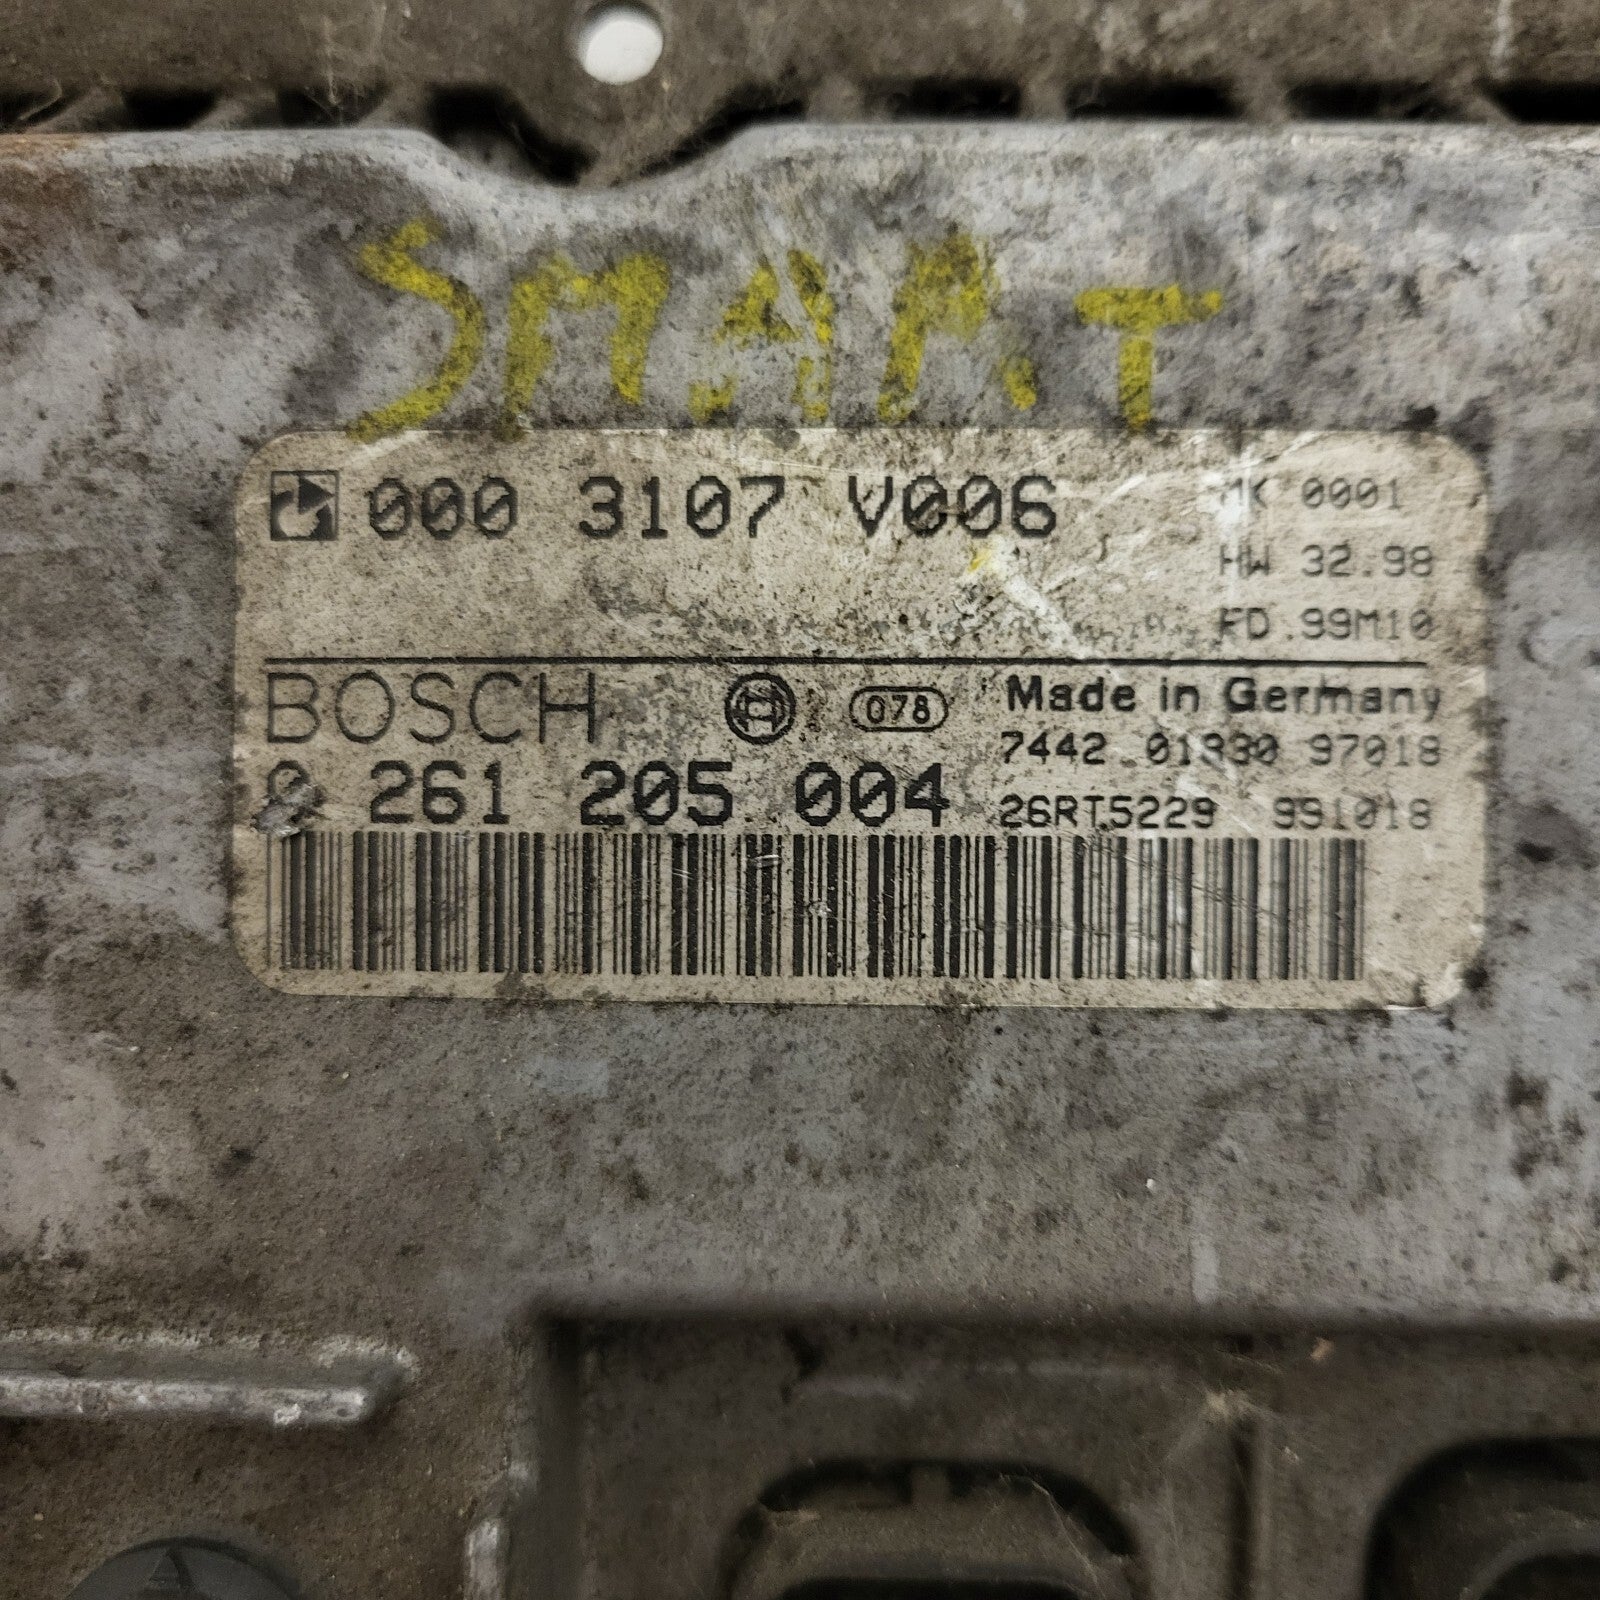 SMART
000 3107 V006
MK 0001
HW 32.98
FD.99M10
BOSCH
078
Made in Germany
7442 01930 97018
0 261 205 004
26RT5229 991018